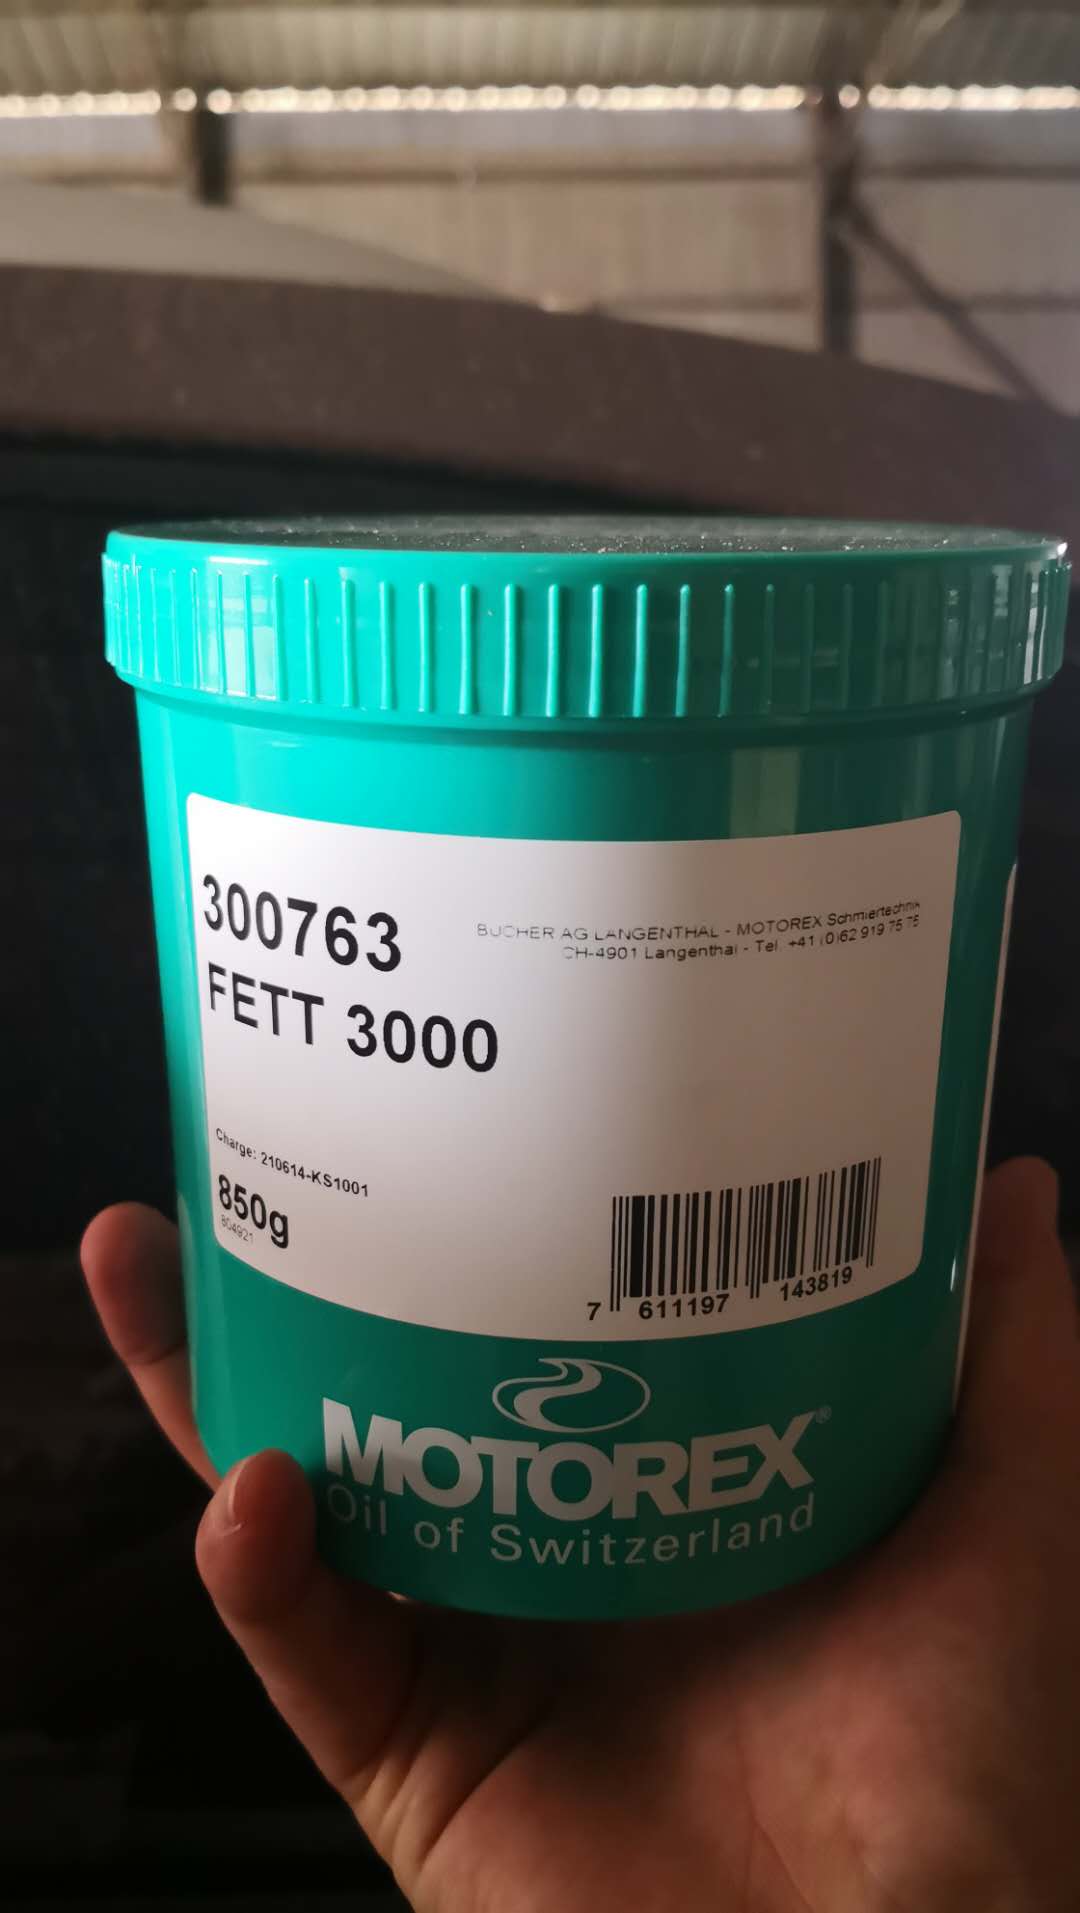 300763
BUCHER AG LANGENTHAL - MOTOREX Schmiertechnik
CH-4901 Langenthal - Tel. +41 (0)62 919 75 75
FETT 3000
Charge: 210614-KS1001
850g
804921
7 611197 143819
MOTOREX®
Oil of Switzerland